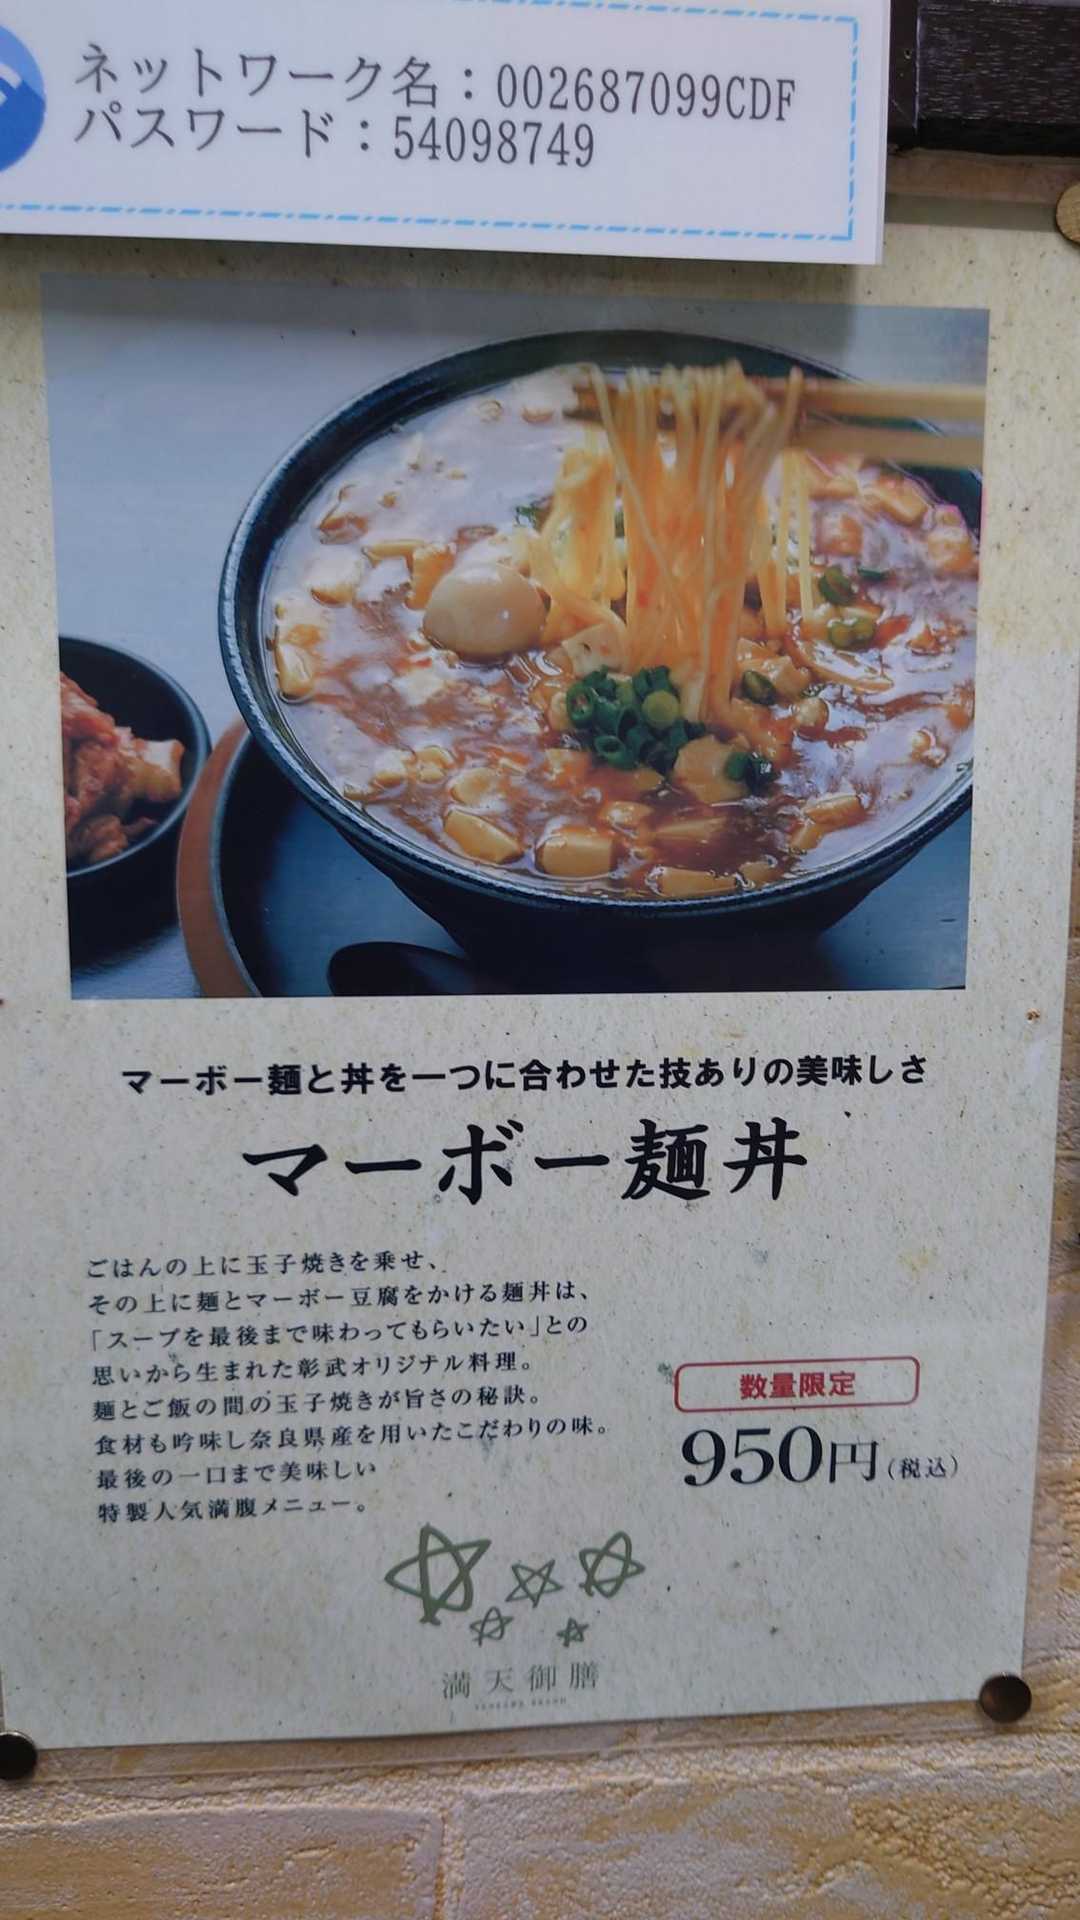 ネットワーク名：002687099CDF
パスワード：54098749
マーボー麺と丼を一つに合わせた技ありの美味しさ
マーボー麺丼
ごはんの上に玉子焼きを乗せ、
その上に麺とマーボー豆腐をかける麺丼は、
「スープを最後まで味わってもらいたい」との
思いから生まれた彰武オリジナル料理。
麺とご飯の間の玉子焼きが旨さの秘訣。
食材も吟味し奈良県産を用いたこだわりの味。
最後の一口まで美味しい
特製人気満腹メニュー。
数量限定
950円(税込)
満天御膳